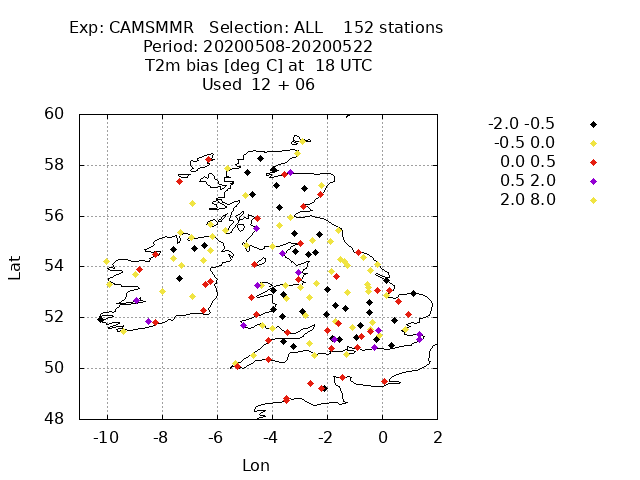 Exp: CAMSMMR   Selection: ALL    152 stations
Period: 20200508-20200522
T2m bias [deg C] at  18 UTC
Used  12 + 06
60
58
56
54
52
50
48
-10 -8 -6 -4 -2 0 2
Lat
Lon
-2.0 -0.5
-0.5 0.0
0.0 0.5
0.5 2.0
2.0 8.0